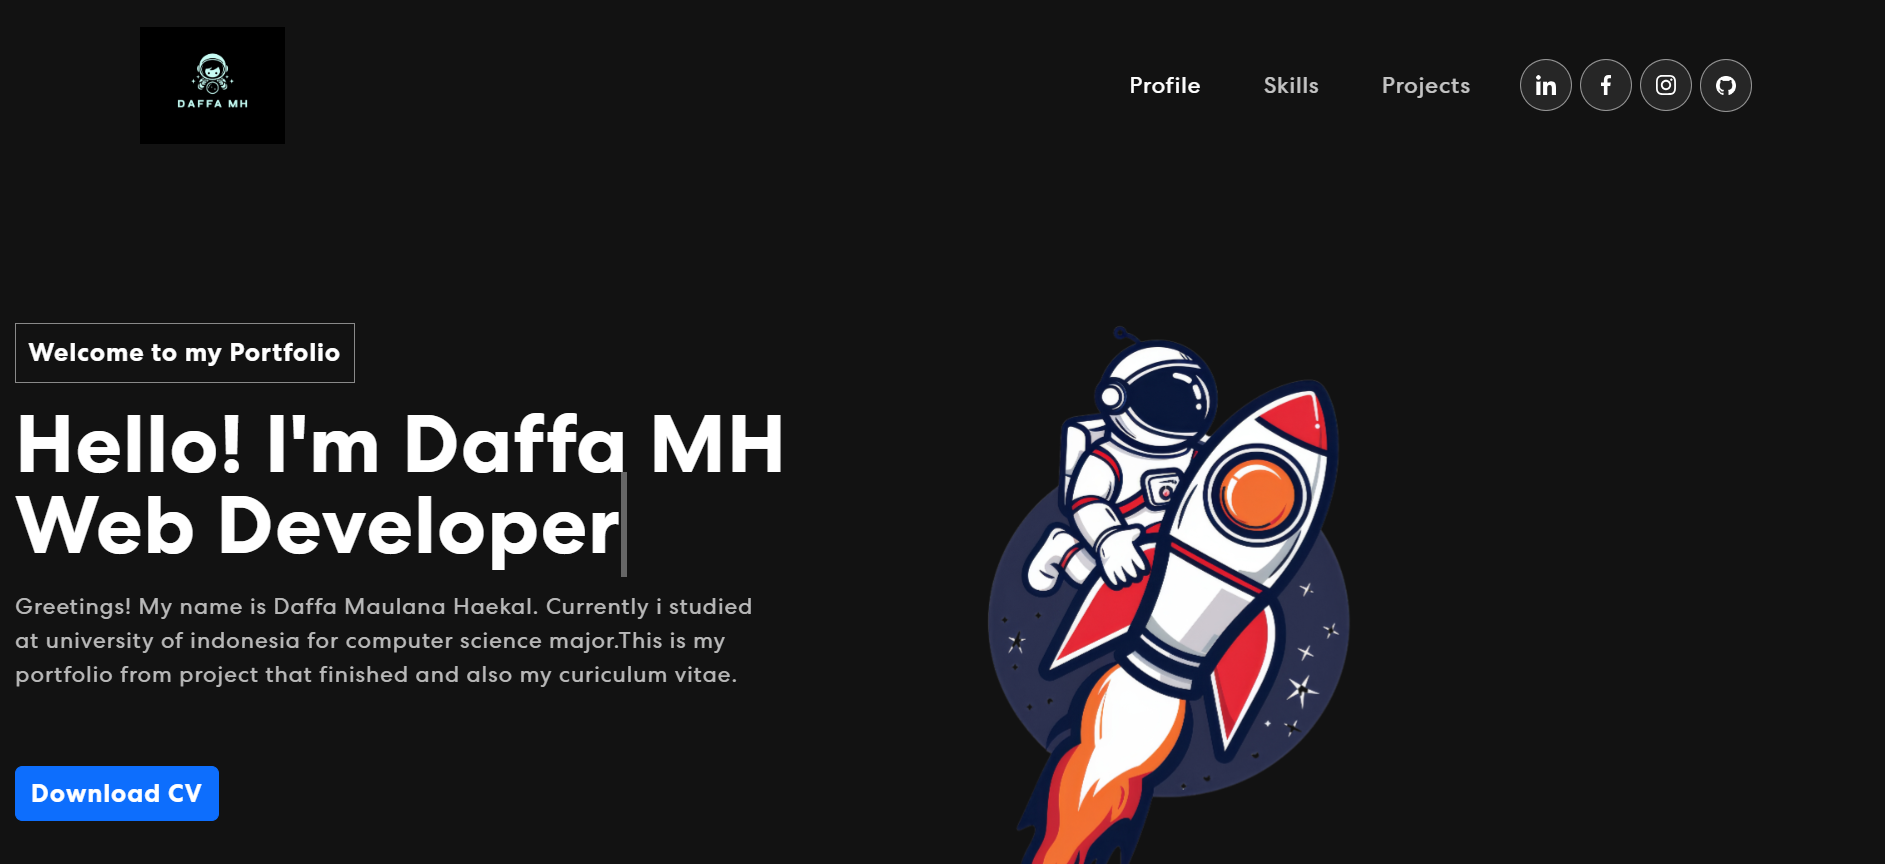 DAFFA MH
Profile Skills Projects
Welcome to my Portfolio
Hello! I'm Daffa MH
Web Developer
Greetings! My name is Daffa Maulana Haekal. Currently i studied
at university of indonesia for computer science major.This is my
portfolio from project that finished and also my curiculum vitae.
Download CV